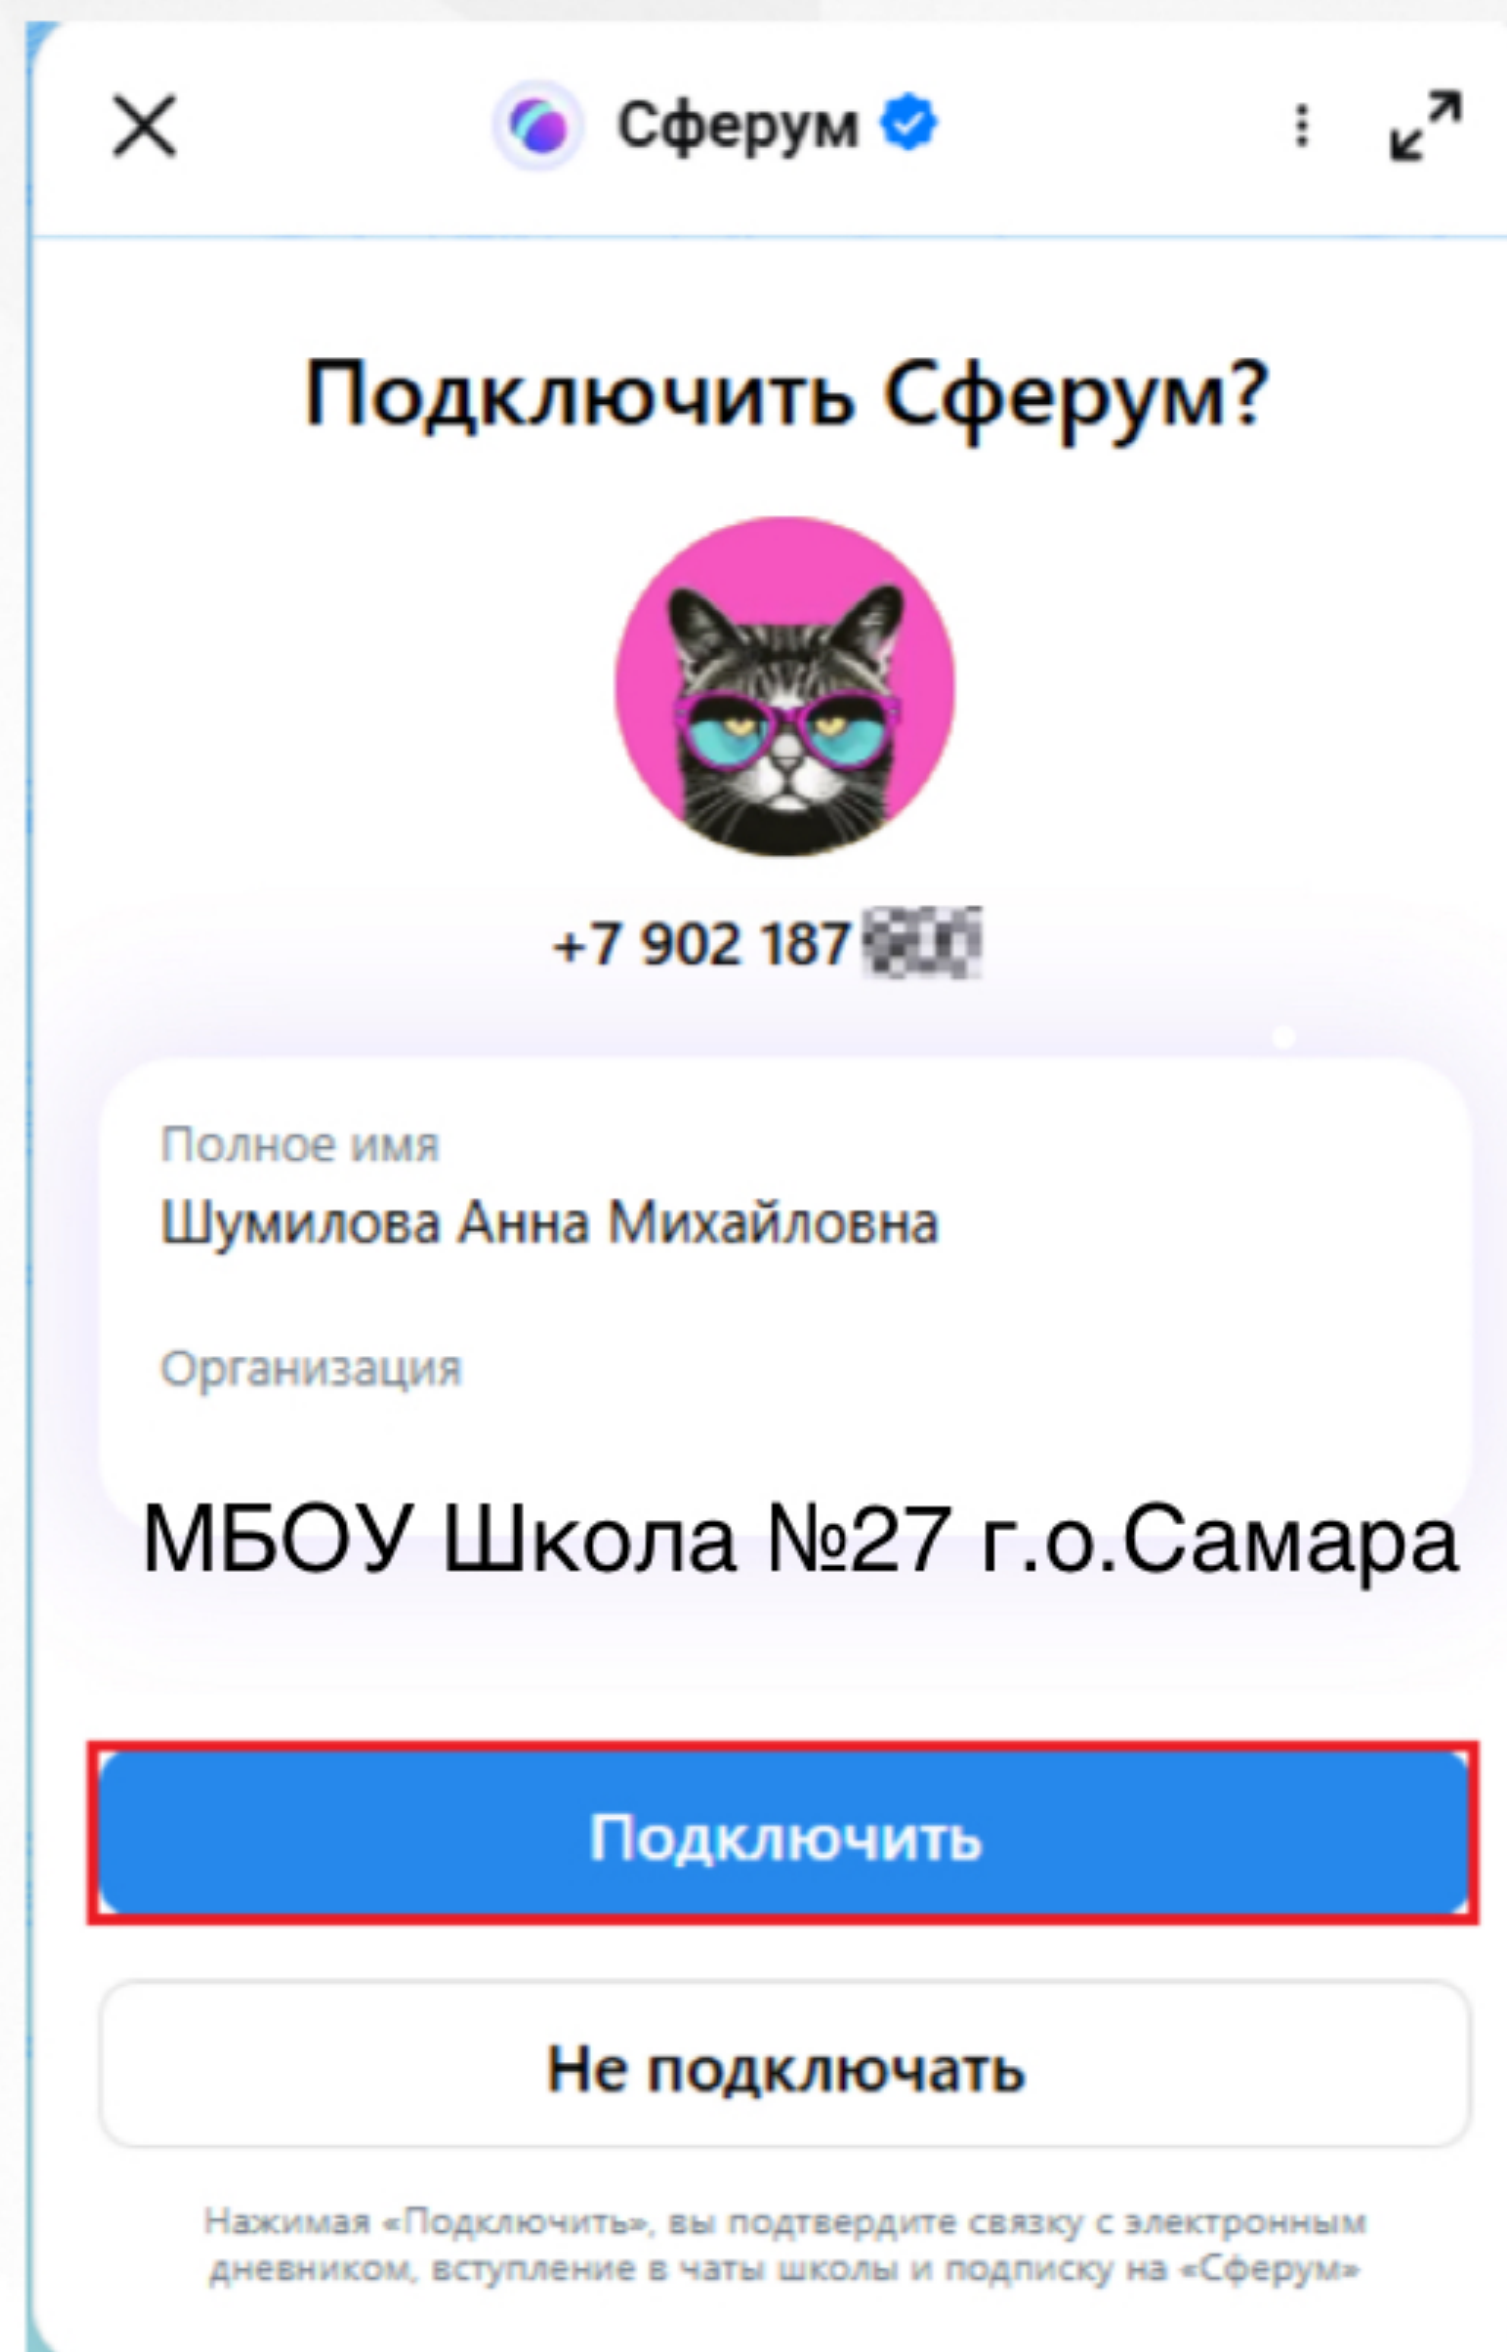 Сферум
Подключить Сферум?
+7 902 187
Полное имя
Шумилова Анна Михайловна
Организация
МБОУ Школа №27 г.о.Самара
Подключить
Не подключать
Нажимая «Подключить», вы подтвердите связку с электронным
дневником, вступление в чаты школы и подписку на «Сферум»